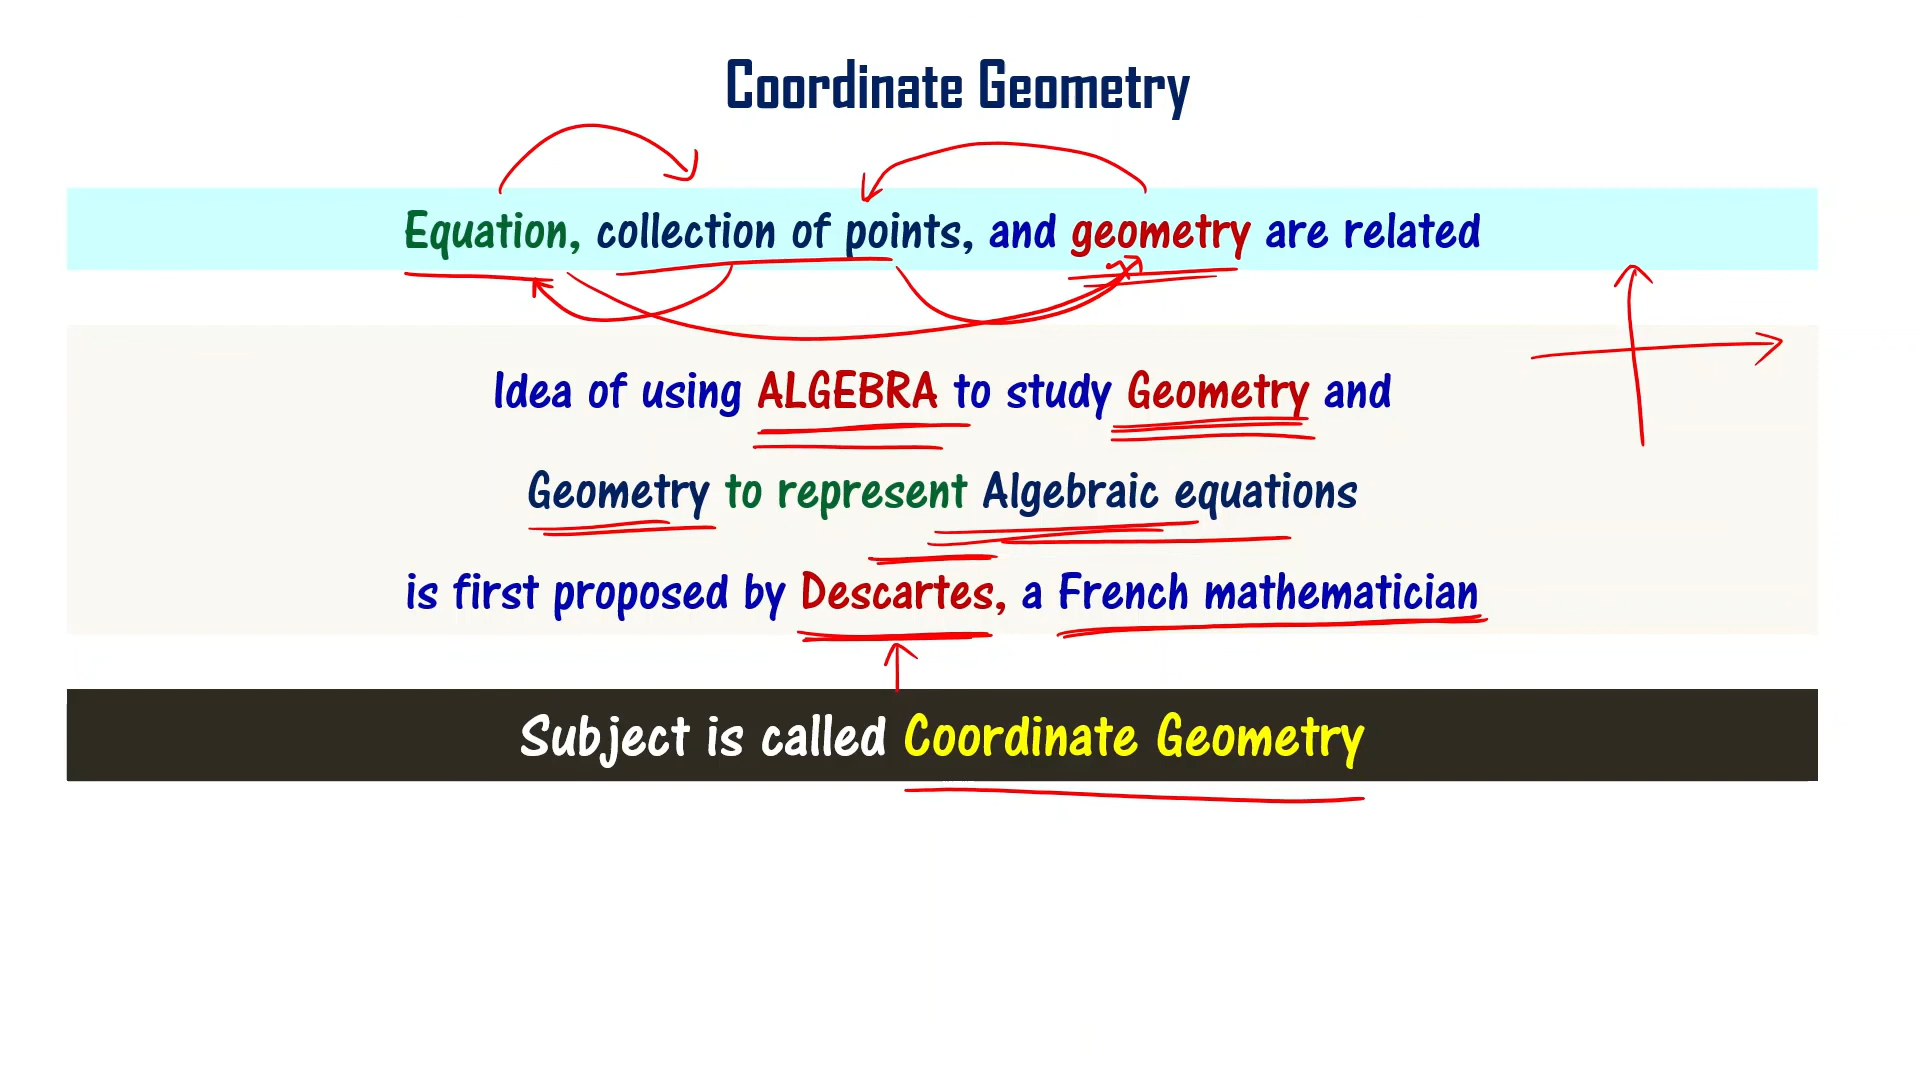 Coordinate Geometry
Equation, collection of points, and geometry are related
Idea of using ALGEBRA to study Geometry and
Geometry to represent Algebraic equations
is first proposed by Descartes, a French mathematician
Subject is called Coordinate Geometry